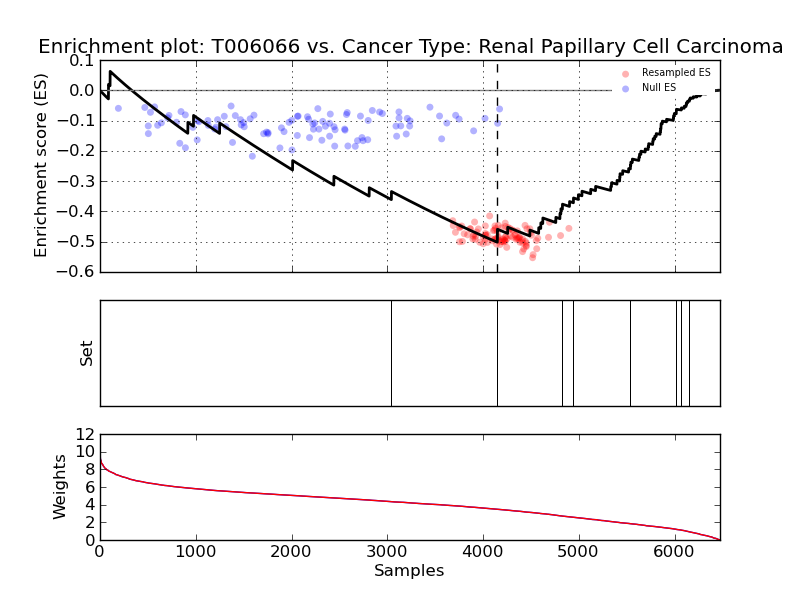 Enrichment plot: T006066 vs. Cancer Type: Renal Papillary Cell Carcinoma
Enrichment score (ES)
0.1
0.0
−0.1
−0.2
−0.3
−0.4
−0.5
−0.6
Resampled ES
Null ES
Set
Weights
12
10
8
6
4
2
0
0 1000 2000 3000 4000 5000 6000
Samples